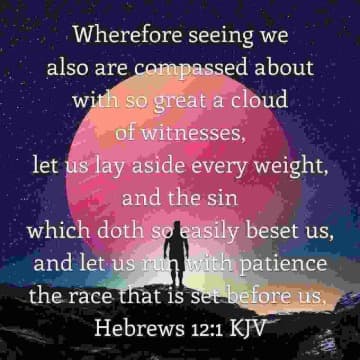 Wherefore seeing we
also are compassed about
with so great a cloud
of witnesses,
let us lay aside every weight,
and the sin
which doth so easily beset us,
and let us run with patience
the race that is set before us,
Hebrews 12:1 KJV